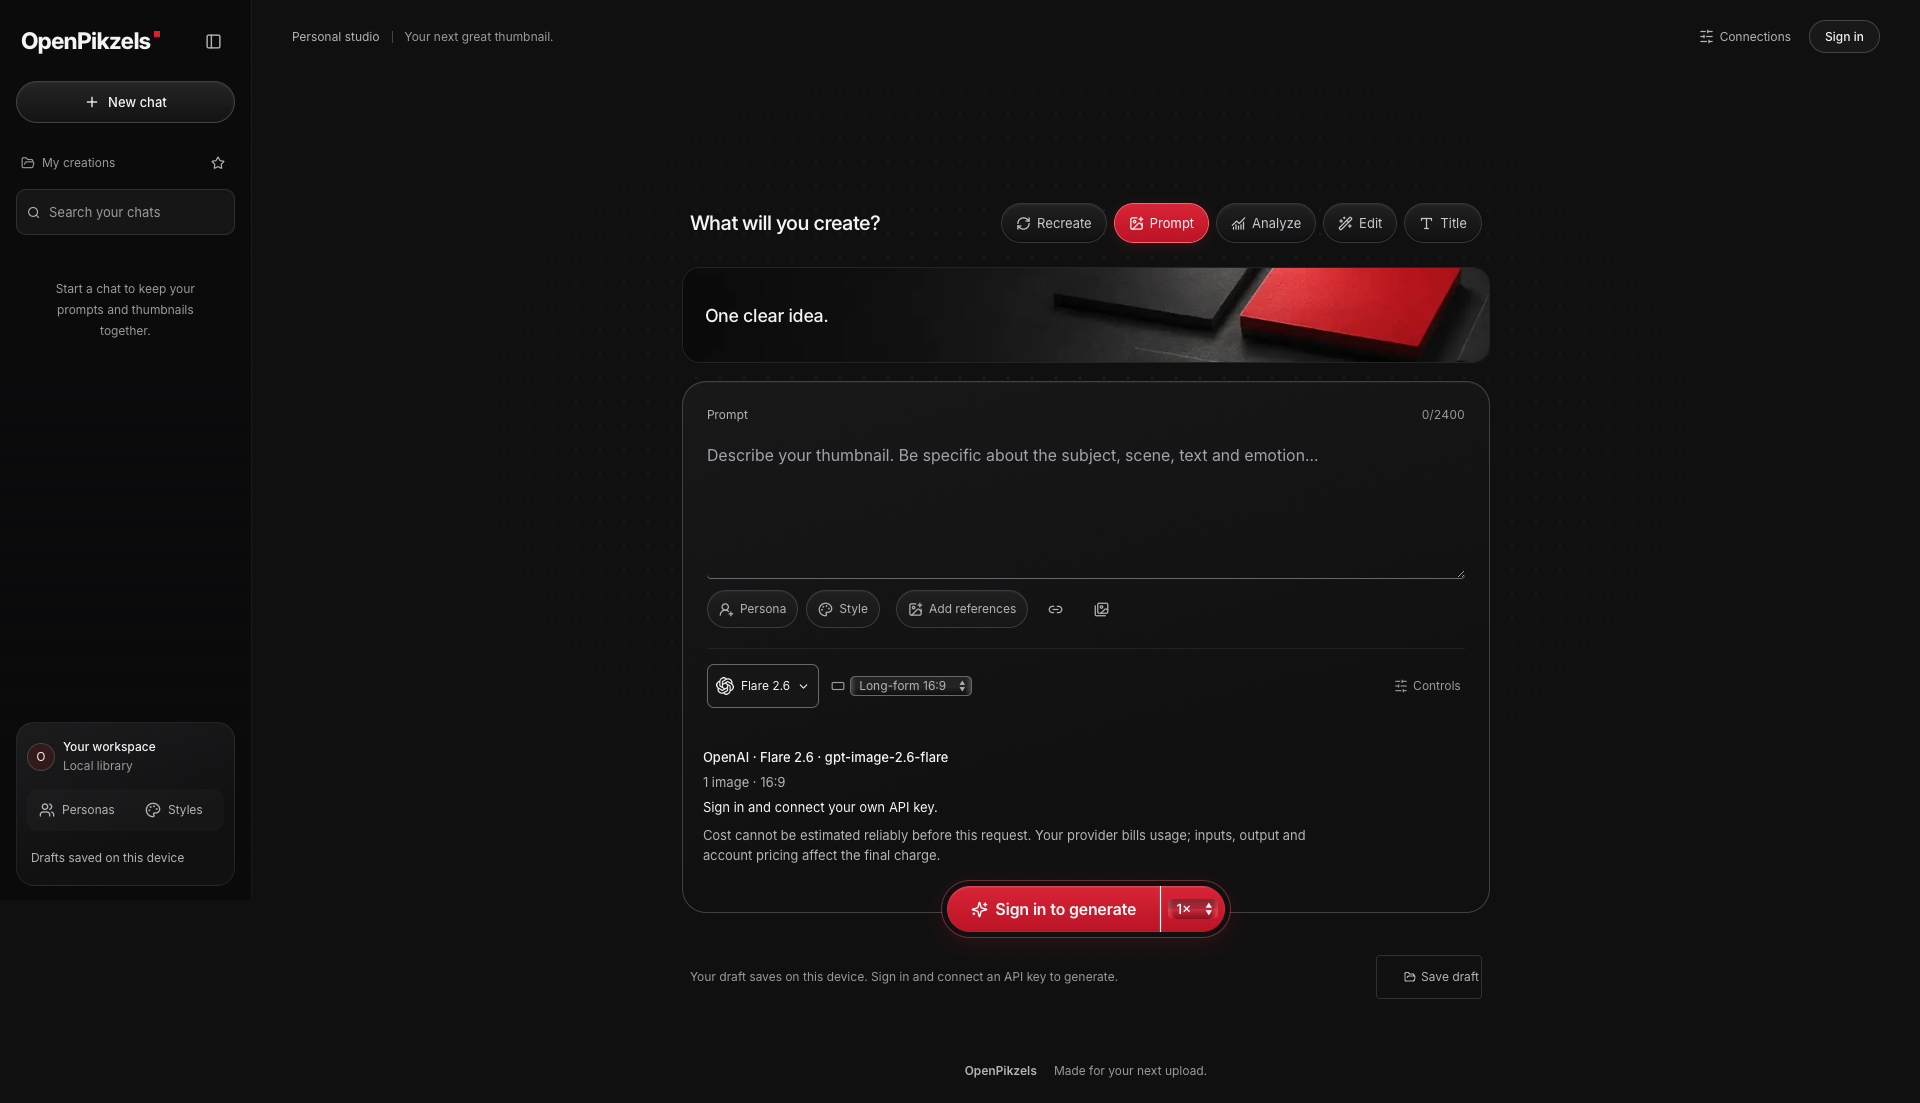 OpenPikzels
Personal studio
Your next great thumbnail.
Connections
Sign in
New chat
My creations
Search your chats
Start a chat to keep your
prompts and thumbnails
together.
What will you create?
Recreate
Prompt
Analyze
Edit
Title
One clear idea.
Prompt
0/2400
Describe your thumbnail. Be specific about the subject, scene, text and emotion...
Persona
Style
Add references
Flare 2.6
Long-form 16:9
Controls
OpenAI · Flare 2.6 · gpt-image-2.6-flare
1 image · 16:9
Sign in and connect your own API key.
Cost cannot be estimated reliably before this request. Your provider bills usage; inputs, output and
account pricing affect the final charge.
Sign in to generate
1×
Your draft saves on this device. Sign in and connect an API key to generate.
Save draft
O
Your workspace
Local library
Personas
Styles
Drafts saved on this device
OpenPikzels
Made for your next upload.